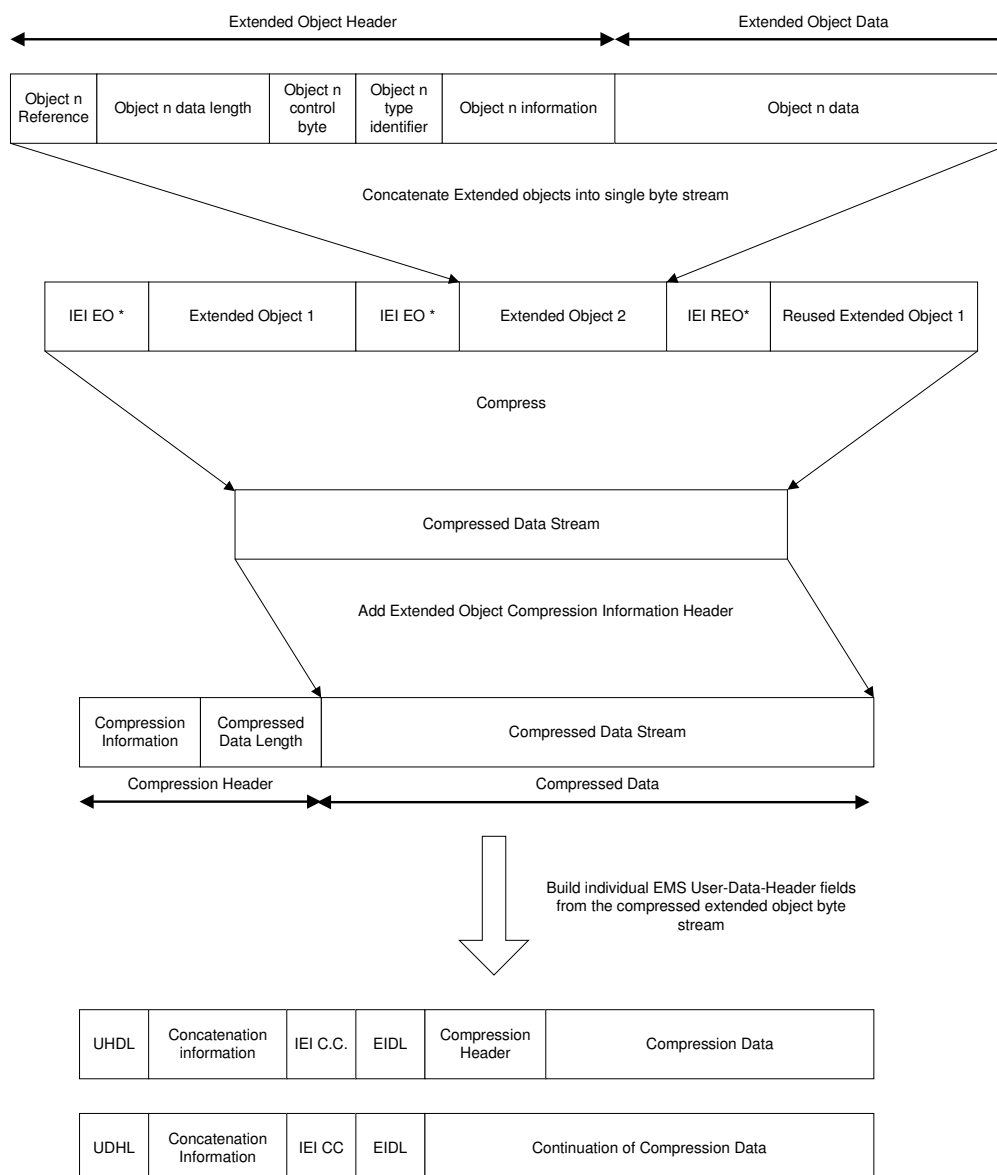 Extended Object Header
Extended Object Data
Object n
Reference
Object n data length
Object n
control
byte
Object n
type
identifier
Object n information
Object n data
Concatenate Extended objects into single byte stream
IEI EO *
Extended Object 1
IEI EO *
Extended Object 2
IEI REO*
Reused Extended Object 1
Compress
Compressed Data Stream
Add Extended Object Compression Information Header
Compression
Information
Compressed
Data Length
Compressed Data Stream
Compression Header
Compressed Data
Build individual EMS User-Data-Header fields
from the compressed extended object byte
stream
UHDL
Concatenation
information
IEI C.C.
EIDL
Compression
Header
Compression Data
UDHL
Concatenation
Information
IEI CC
EIDL
Continuation of Compression Data